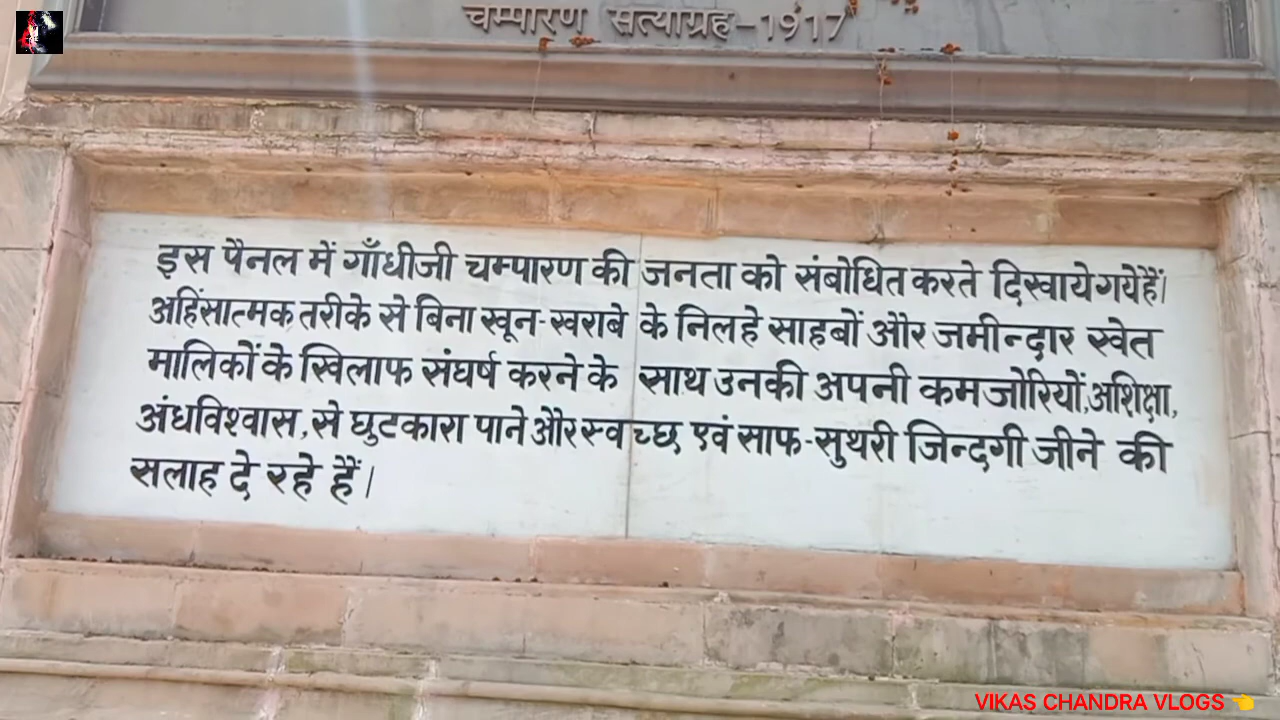 चम्पारण सत्याग्रह-1917
इस पैनल में गाँधीजी चम्पारण की जनता को संबोधित करते दिखाये गये हैं।
अहिंसात्मक तरीके से बिना खून-खराबे के निलहे साहबों और जमीन्दार खेत
मालिकों के खिलाफ संघर्ष करने के साथ उनकी अपनी कमजोरियों, अशिक्षा,
अंधविश्वास, से घुटकारा पाने और स्वच्छ एवं साफ-सुथरी जिन्दगी जीने की
सलाह दे रहे हैं।
VIKAS CHANDRA VLOGS 👈